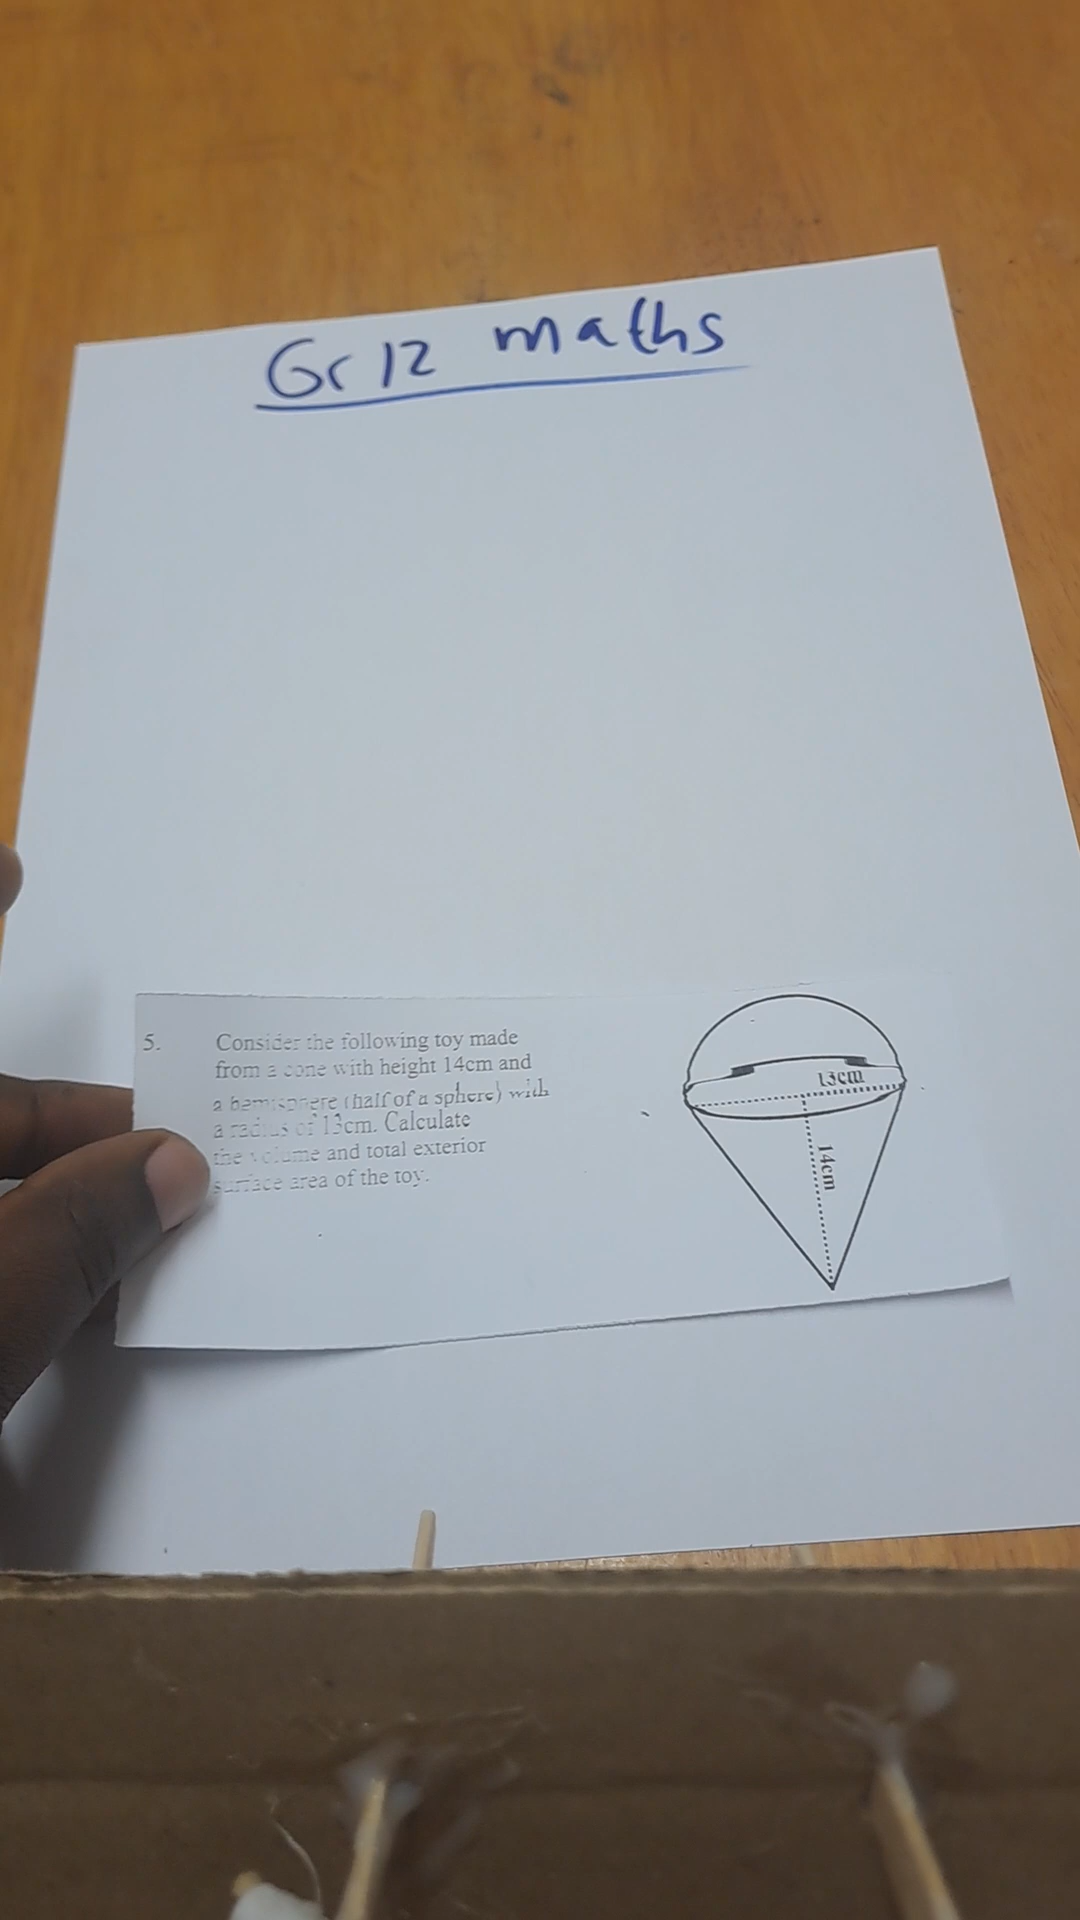 Gr 12 maths
5. Consider the following toy made
from a cone with height 14cm and
a hemisphere (half of a sphere) with
a radius of 13cm. Calculate
the volume and total exterior
surface area of the toy.
13cm
14cm